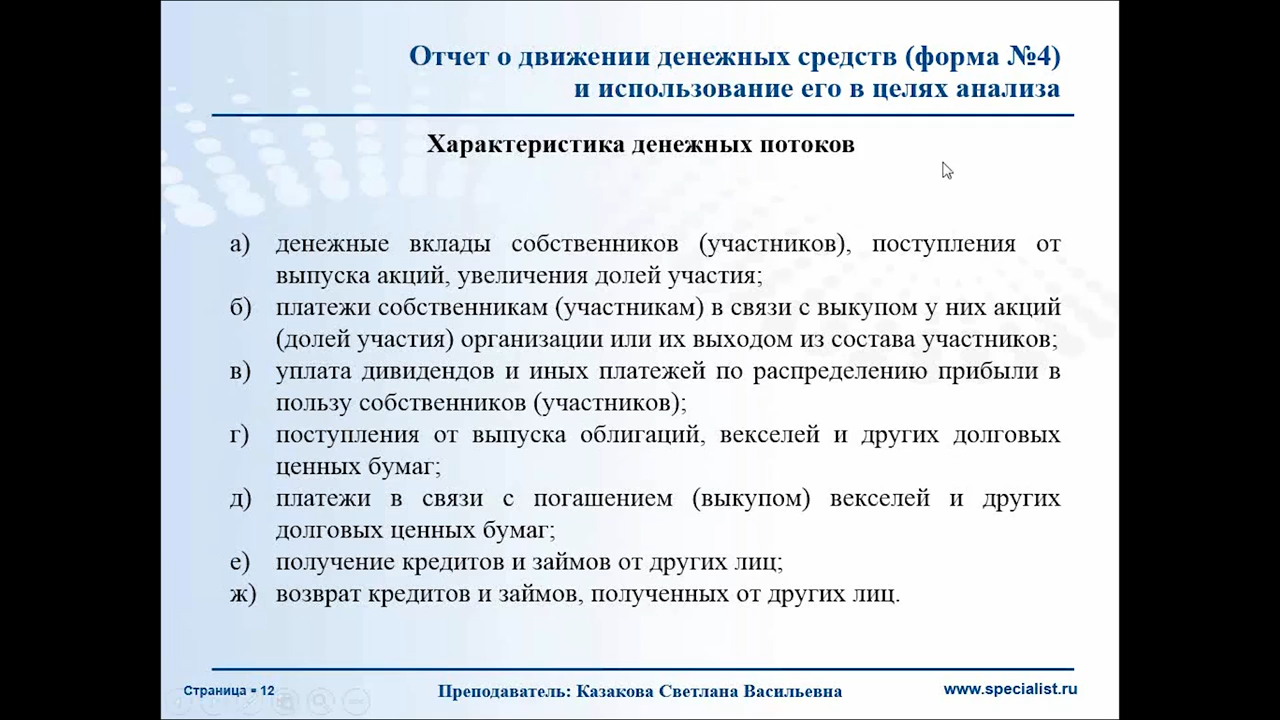 Отчет о движении денежных средств (форма №4)
и использование его в целях анализа
Характеристика денежных потоков
а) денежные вклады собственников (участников), поступления от
выпуска акций, увеличения долей участия;
б) платежи собственникам (участникам) в связи с выкупом у них акций
(долей участия) организации или их выходом из состава участников;
в) уплата дивидендов и иных платежей по распределению прибыли в
пользу собственников (участников);
г) поступления от выпуска облигаций, векселей и других долговых
ценных бумаг;
д) платежи в связи с погашением (выкупом) векселей и других
долговых ценных бумаг;
е) получение кредитов и займов от других лиц;
ж) возврат кредитов и займов, полученных от других лиц.
Страница ▪ 12
Преподаватель: Казакова Светлана Васильевна
www.specialist.ru